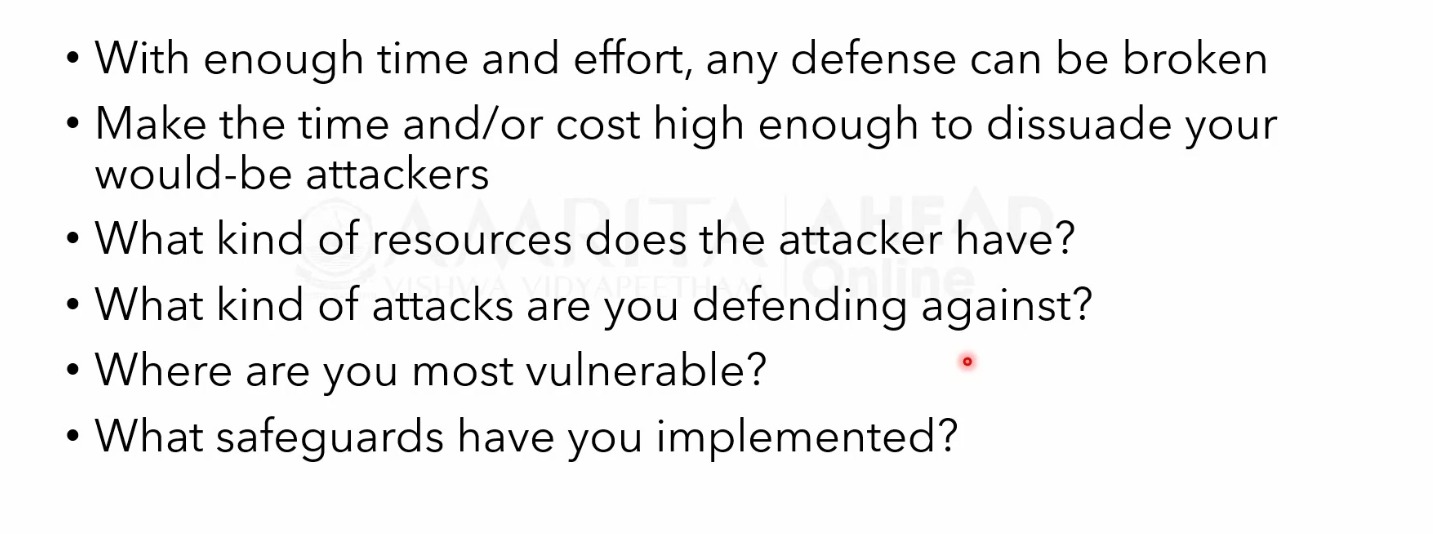 • With enough time and effort, any defense can be broken
• Make the time and/or cost high enough to dissuade your
would-be attackers
• What kind of resources does the attacker have?
• What kind of attacks are you defending against?
• Where are you most vulnerable?
• What safeguards have you implemented?
AMRITA
VISHWA VIDYAPEETHAM
AHEAD
Online